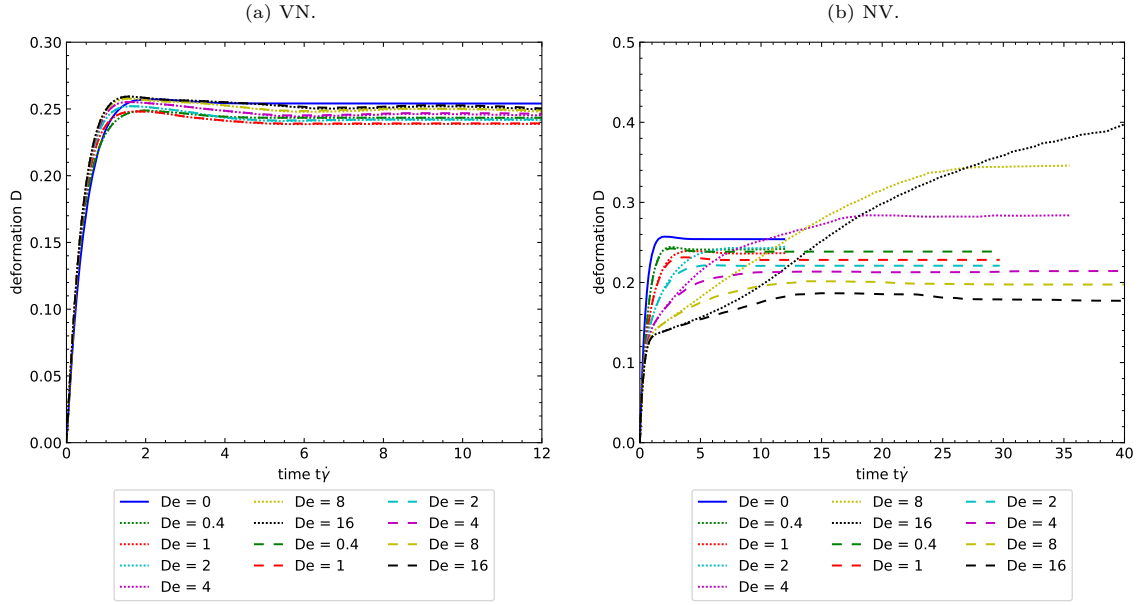 (a) VN.
0.30
0.25
0.20
0.15
0.10
0.05
0.00
deformation D
0 2 4 6 8 10 12
time tγ̇
De = 0 De = 8 De = 2
De = 0.4 De = 16 De = 4
De = 1 De = 0.4 De = 8
De = 2 De = 1 De = 16
De = 4
(b) NV.
0.5
0.4
0.3
0.2
0.1
0.0
deformation D
0 5 10 15 20 25 30 35 40
time tγ̇
De = 0 De = 8 De = 2
De = 0.4 De = 16 De = 4
De = 1 De = 0.4 De = 8
De = 2 De = 1 De = 16
De = 4